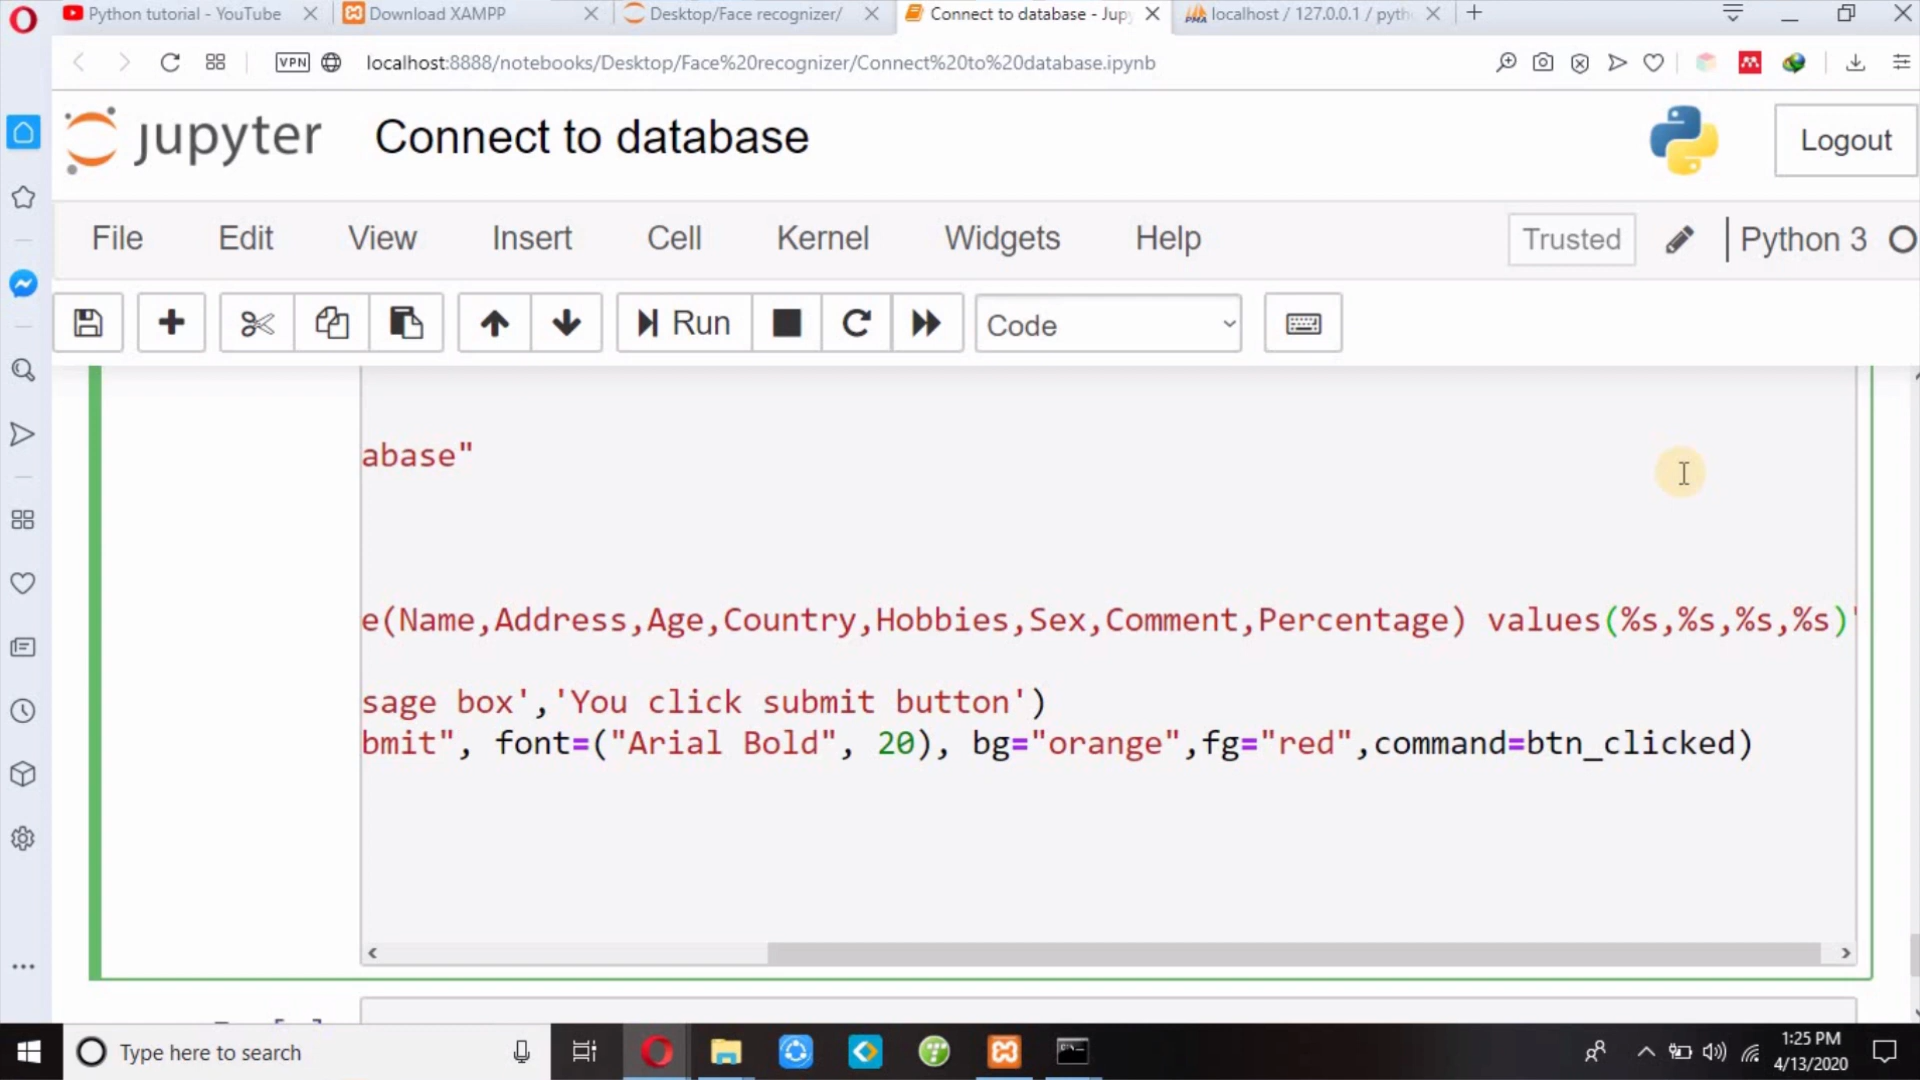 Python tutorial - YouTube
Download XAMPP
Desktop/Face recognizer/
Connect to database - Jup
localhost / 127.0.0.1 / pyth
VPN
localhost:8888/notebooks/Desktop/Face%20recognizer/Connect%20to%20database.ipynb
jupyter
Connect to database
Logout
File
Edit
View
Insert
Cell
Kernel
Widgets
Help
Trusted
Python 3
Run
Code
abase"
e(Name,Address,Age,Country,Hobbies,Sex,Comment,Percentage) values(%s,%s,%s,%s)"
sage box','You click submit button')
bmit", font=("Arial Bold", 20), bg="orange",fg="red",command=btn_clicked)
Type here to search
1:25 PM
4/13/2020